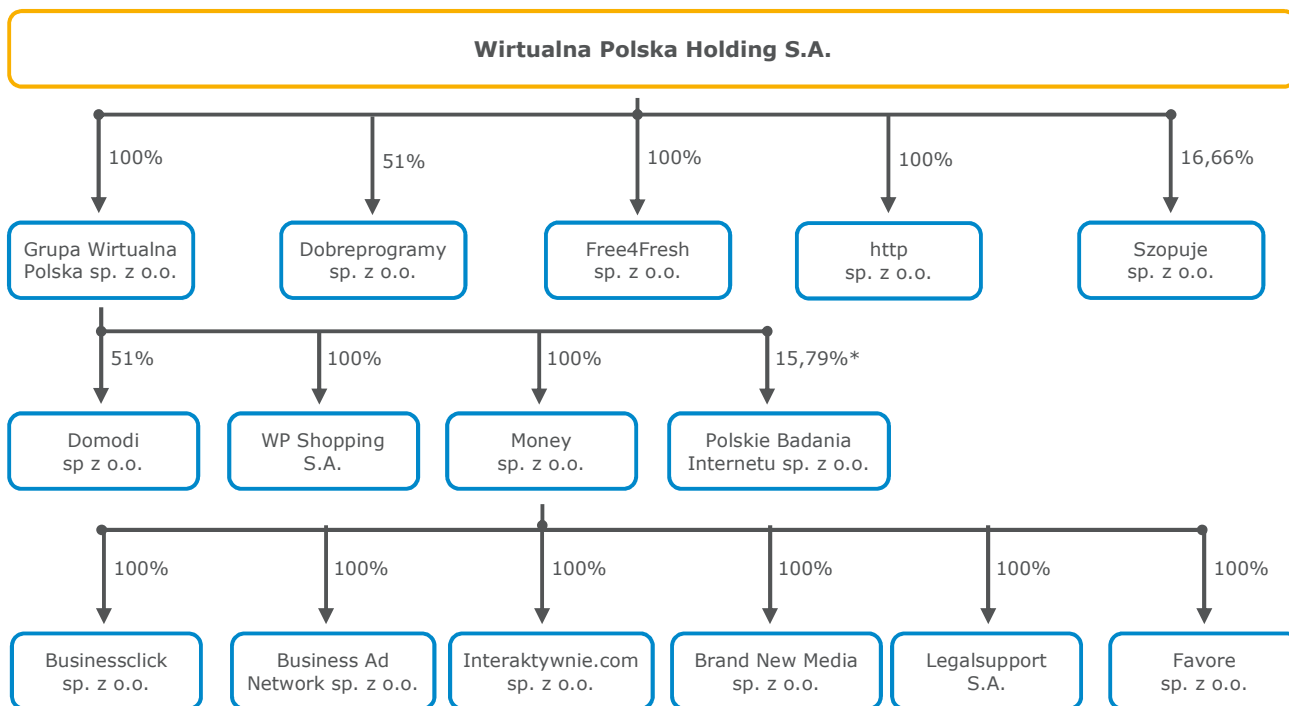 Wirtualna Polska Holding S.A.
100%
51%
100%
100%
16,66%
Grupa Wirtualna
Polska sp. z o.o.
Dobreprogramy
sp. z o.o.
Free4Fresh
sp. z o.o.
http
sp. z o.o.
Szopuje
sp. z o.o.
51%
100%
100%
15,79%*
Domodi
sp z o.o.
WP Shopping
S.A.
Money
sp. z o.o.
Polskie Badania
Internetu sp. z o.o.
100%
100%
100%
100%
100%
100%
Businessclick
sp. z o.o.
Business Ad
Network sp. z o.o.
Interaktywnie.com
sp. z o.o.
Brand New Media
sp. z o.o.
Legalsupport
S.A.
Favore
sp. z o.o.